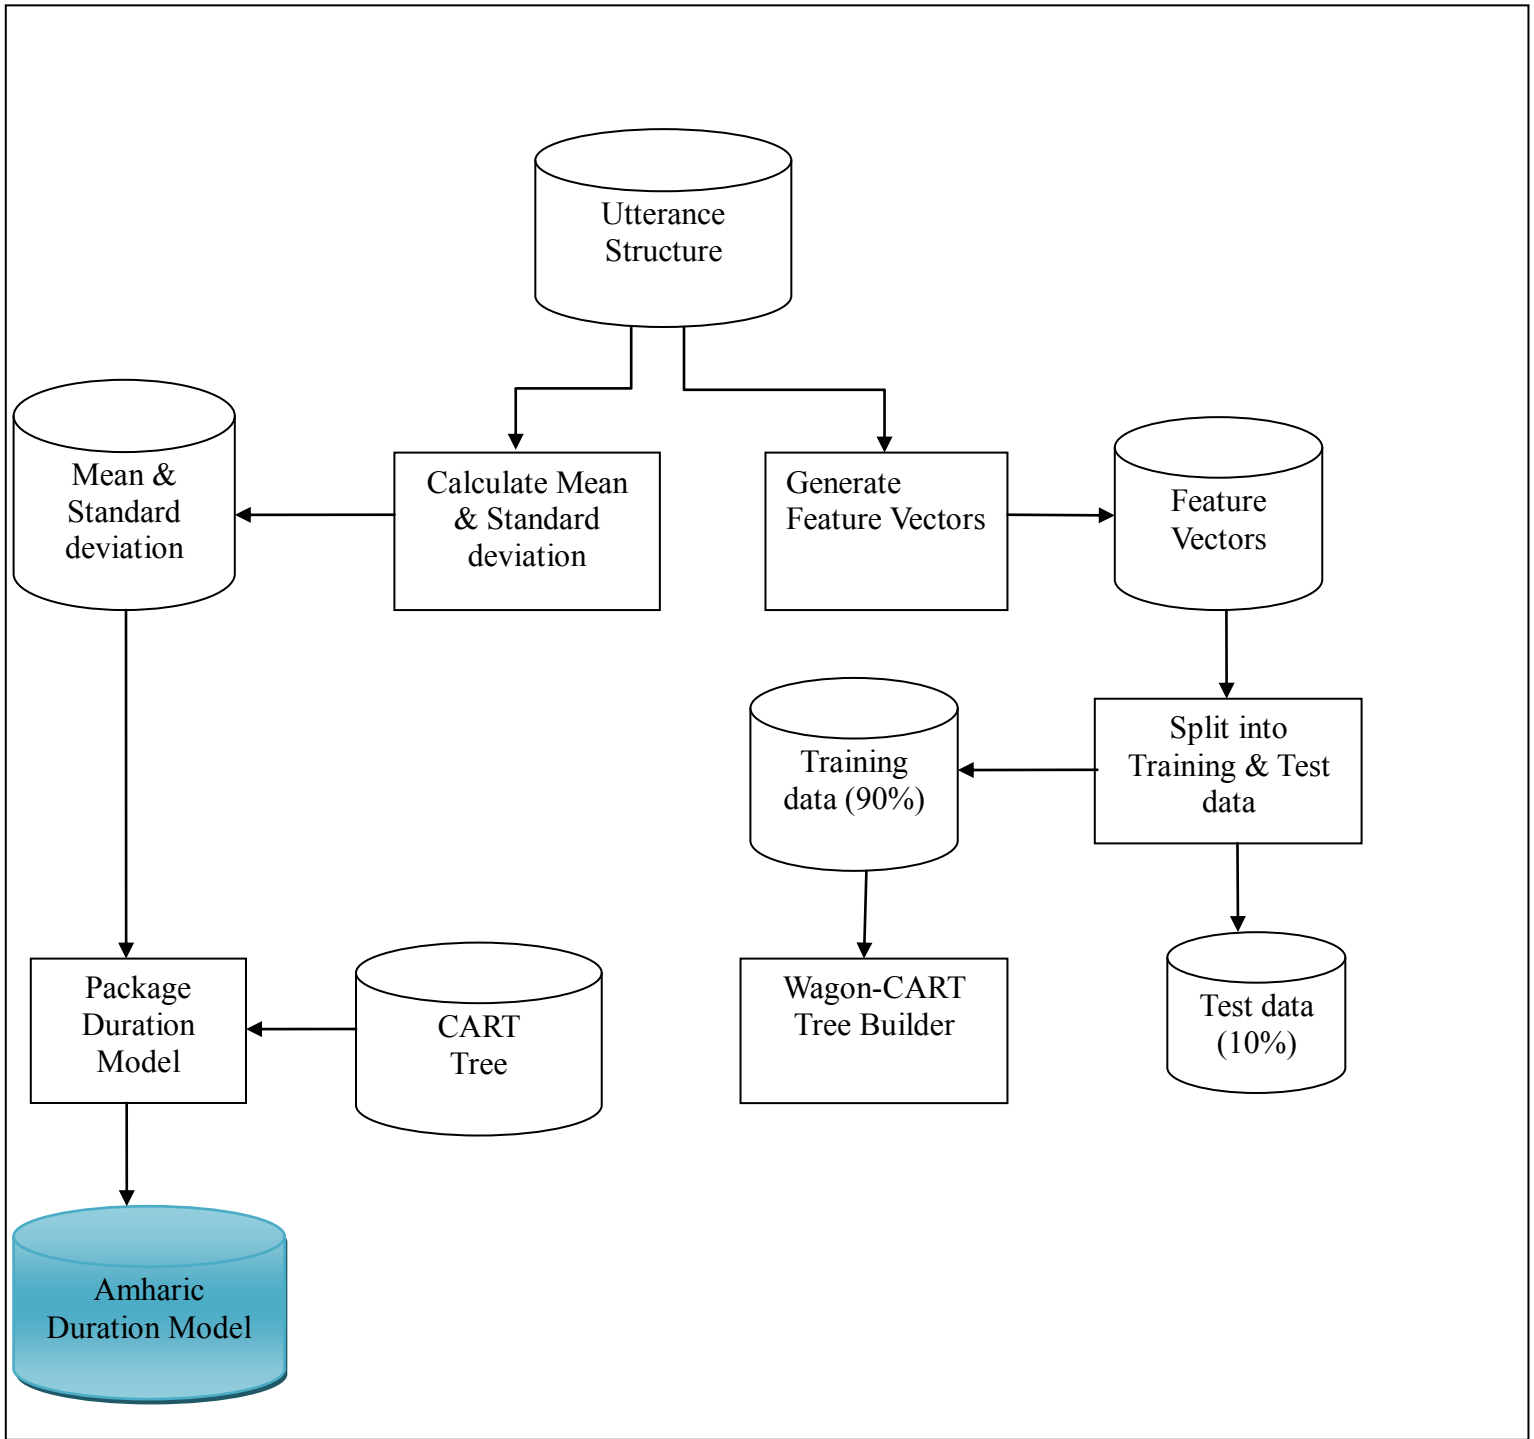 Utterance
Structure
Mean &
Standard
deviation
Calculate Mean
& Standard
deviation
Generate
Feature Vectors
Feature
Vectors
Training
data (90%)
Split into
Training & Test
data
Package
Duration
Model
CART
Tree
Wagon-CART
Tree Builder
Test data
(10%)
Amharic
Duration Model